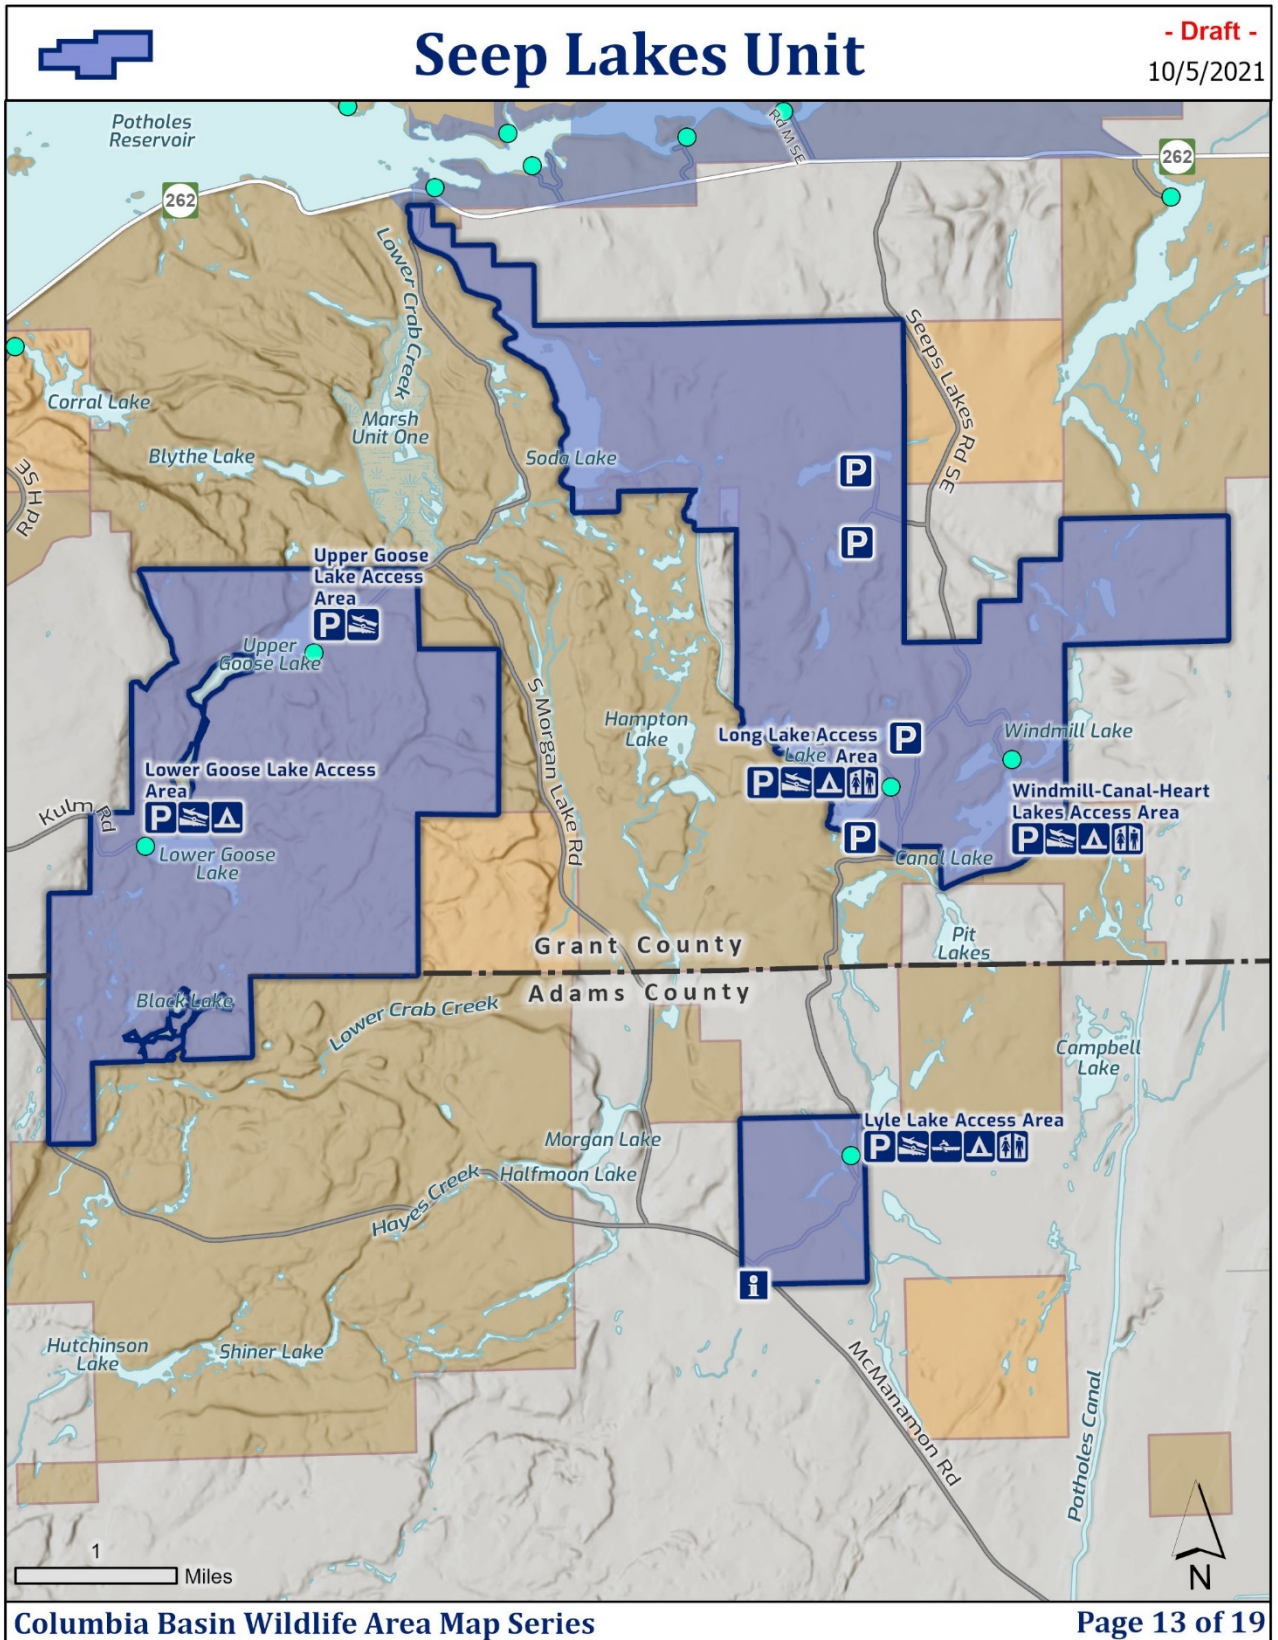 Seep Lakes Unit
- Draft -
10/5/2021
Potholes
Reservoir
Rd M SE
262
262
Lower Crab Creek
Seeps Lakes Rd SE
Corral Lake
Marsh
Unit One
Blythe Lake
Soda Lake
Rd H SE
Upper Goose
Lake Access
Area
P
P
P
Upper
Goose Lake
S Morgan Lake Rd
Hampton
Lake
Long Lake Access
Lake Area
P
P
Windmill Lake
Lower Goose Lake Access
Area
P
Windmill-Canal-Heart
Lakes Access Area
P
Kulm Rd
P
Lower Goose
Lake
Canal Lake
Pit
Lakes
Grant County
Adams County
Black Lake
Lower Crab Creek
Campbell
Lake
Lyle Lake Access Area
P
Morgan Lake
Halfmoon Lake
Hayes Creek
i
Hutchinson
Lake
Shiner Lake
McManamon Rd
Potholes Canal
1
Miles
N
Columbia Basin Wildlife Area Map Series
Page 13 of 19